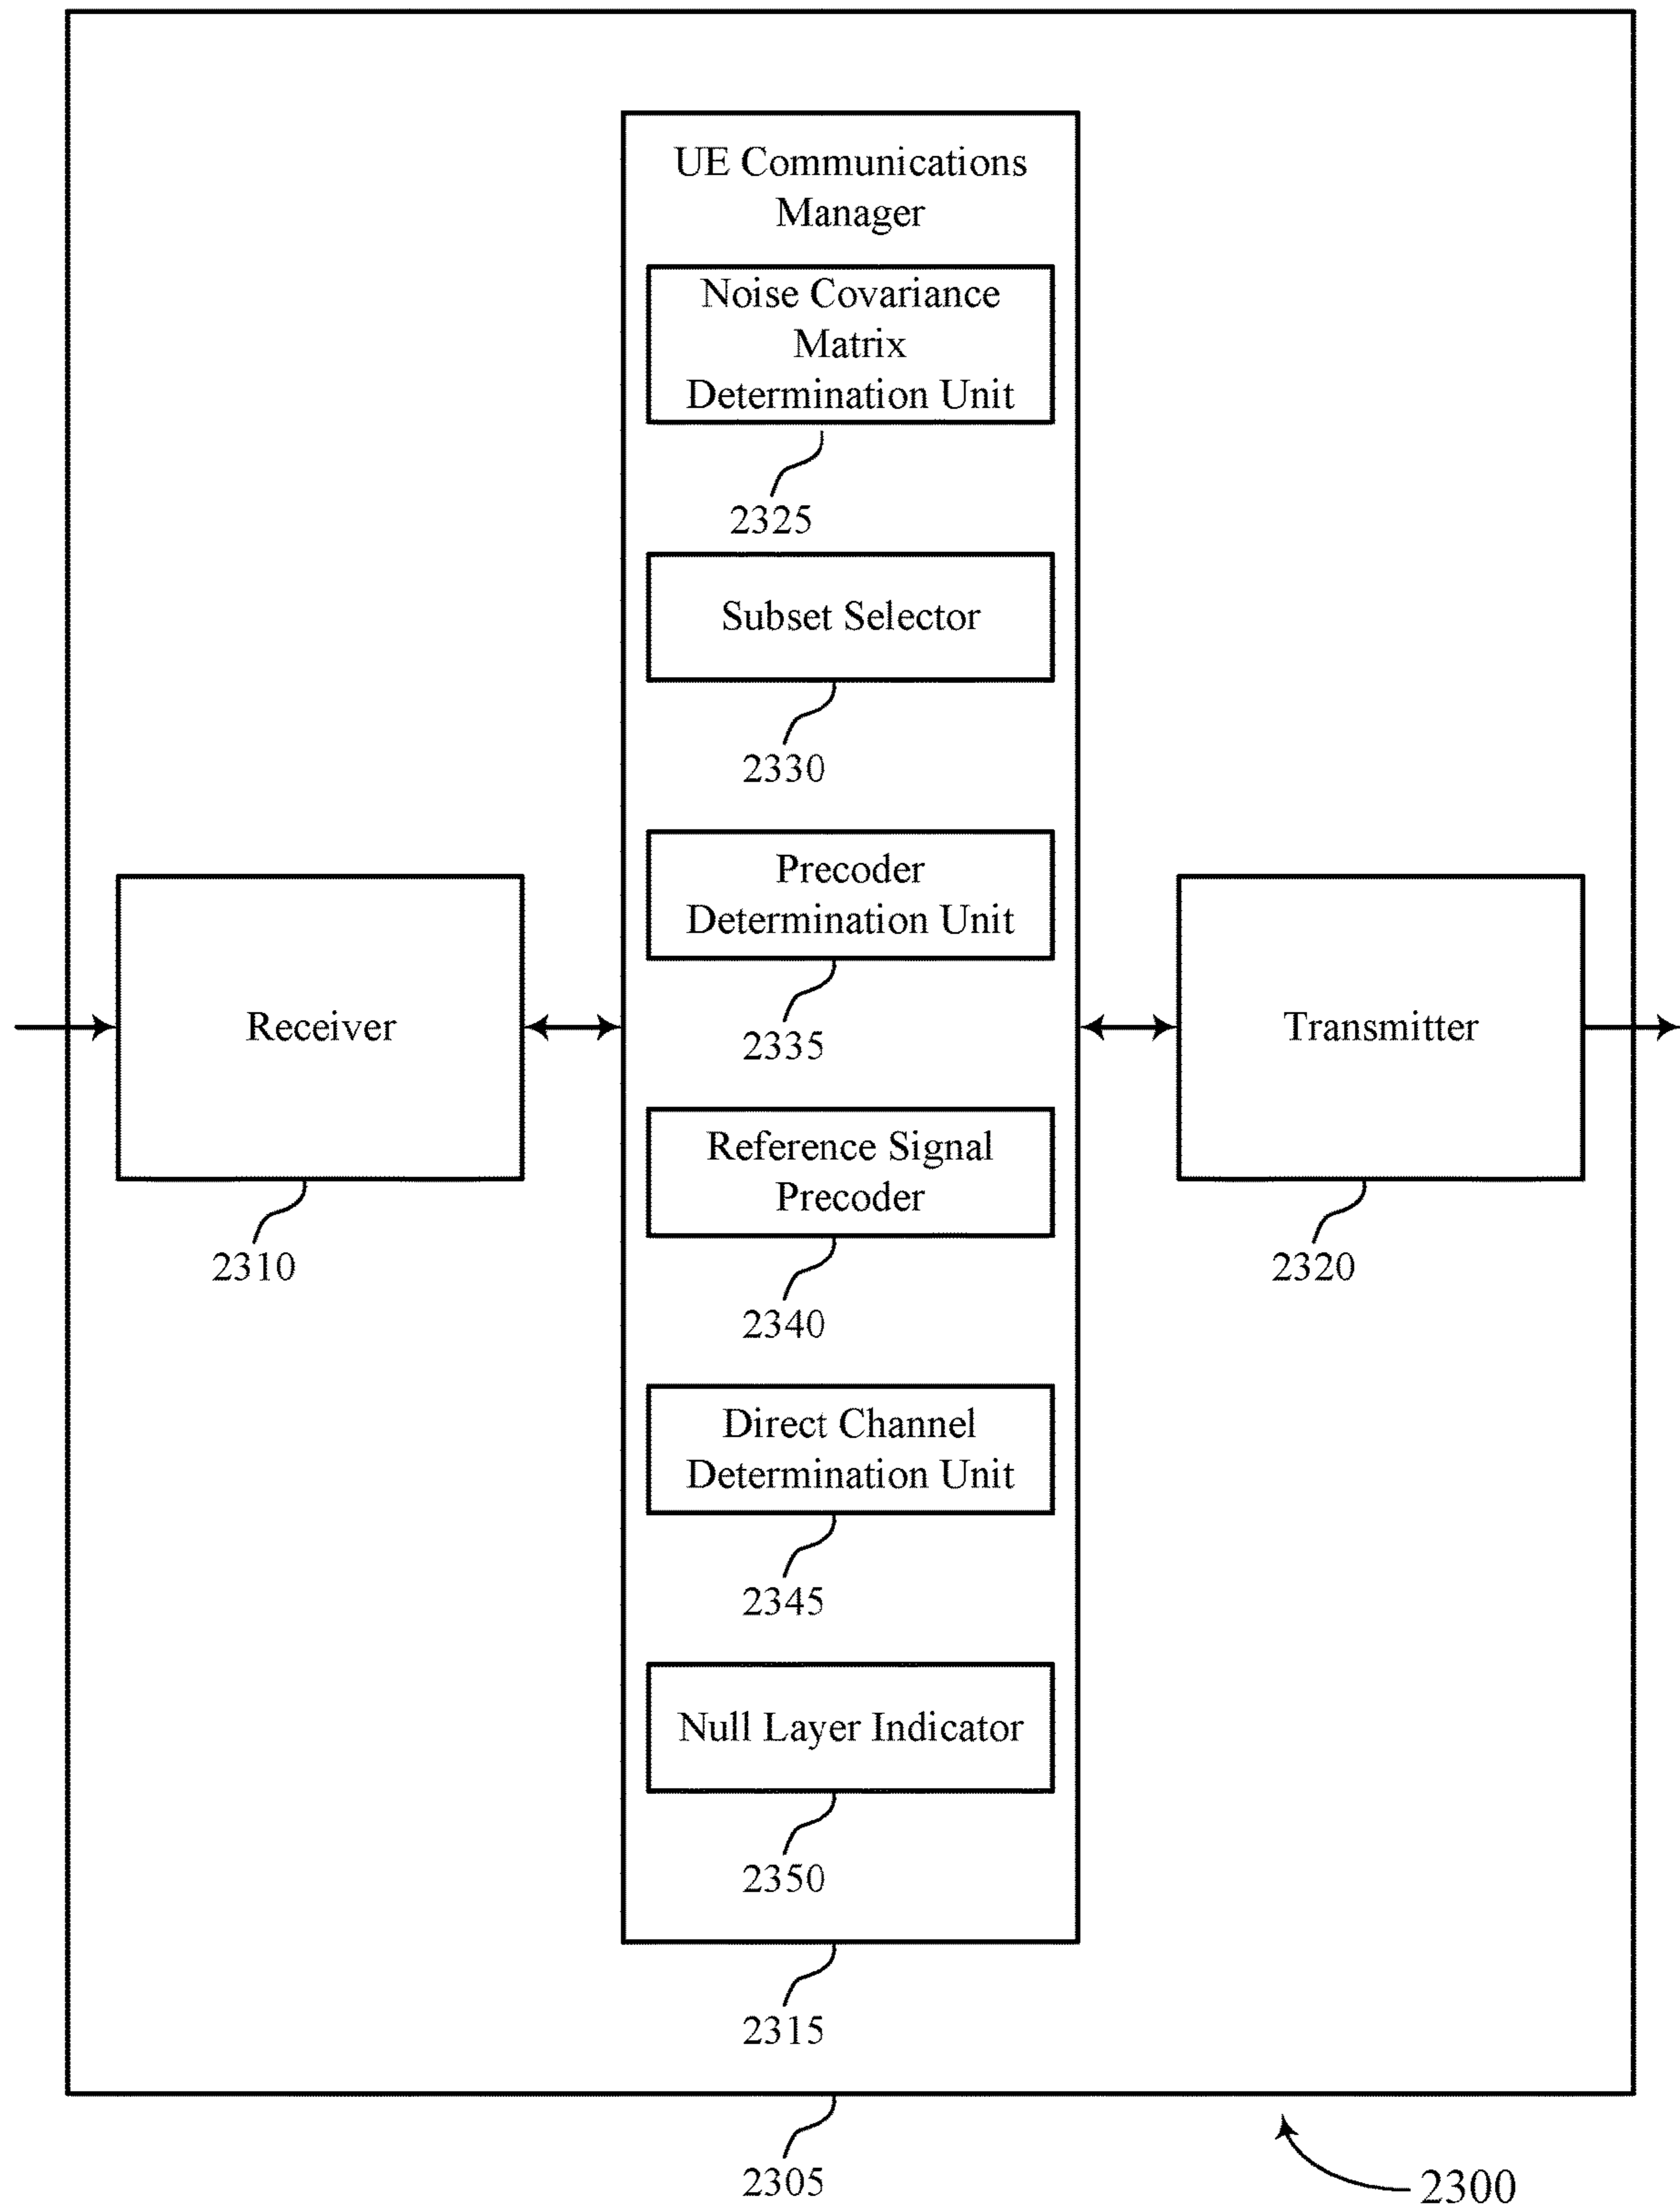 UE Communications
Manager
Noise Covariance
Matrix
Determination Unit
2325
Subset Selector
2330
Precoder
Determination Unit
2335
Receiver
2310
Transmitter
2320
Reference Signal
Precoder
2340
Direct Channel
Determination Unit
2345
Null Layer Indicator
2350
2315
2305
2300